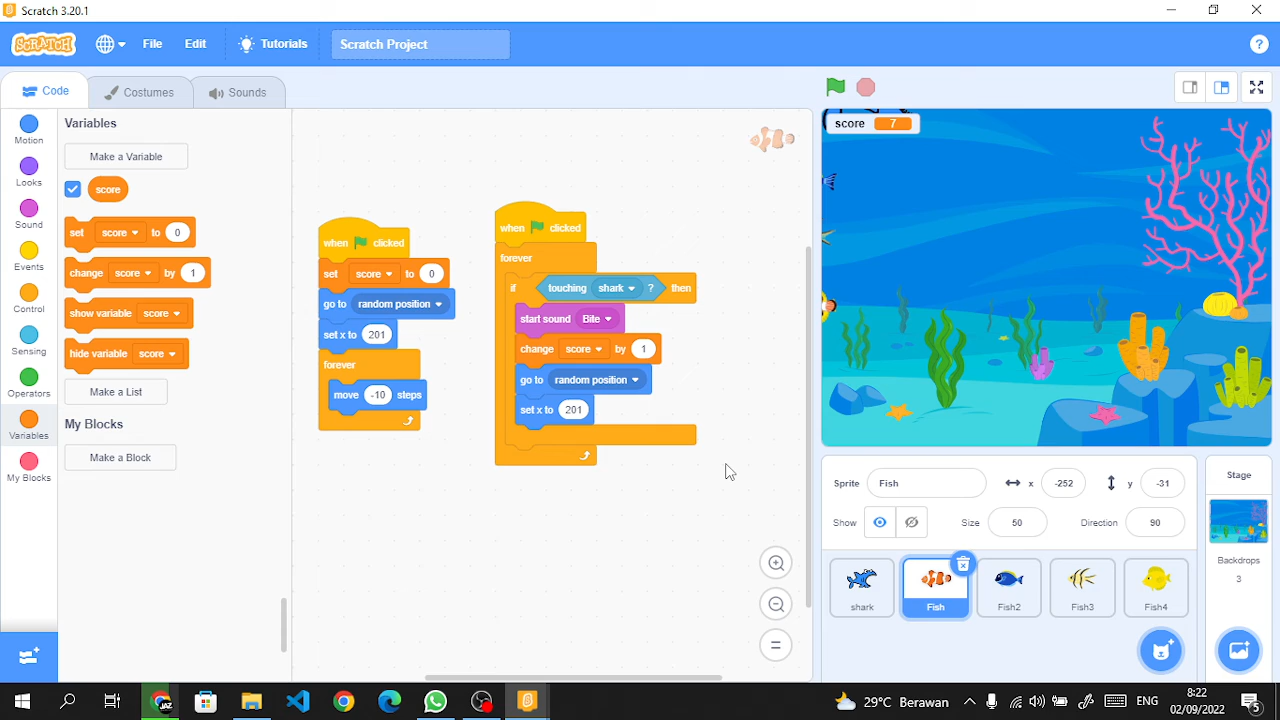 Scratch 3.20.1
SCRATCH File Edit Tutorials Scratch Project
Code Costumes Sounds
Motion
Looks
Sound
Events
Control
Sensing
Operators
Variables
My Blocks
Variables
Make a Variable
score
set score to 0
change score by 1
show variable score
hide variable score
Make a List
My Blocks
Make a Block
when clicked
set score to 0
go to random position
set x to 201
forever
move -10 steps
when clicked
forever
if touching shark ? then
start sound Bite
change score by 1
go to random position
set x to 201
score 7
Sprite Fish x -252 y -31
Show Size 50 Direction 90
shark Fish Fish2 Fish3 Fish4
Stage
Backdrops
3
29°C Berawan ENG 8:22
02/09/2022 5